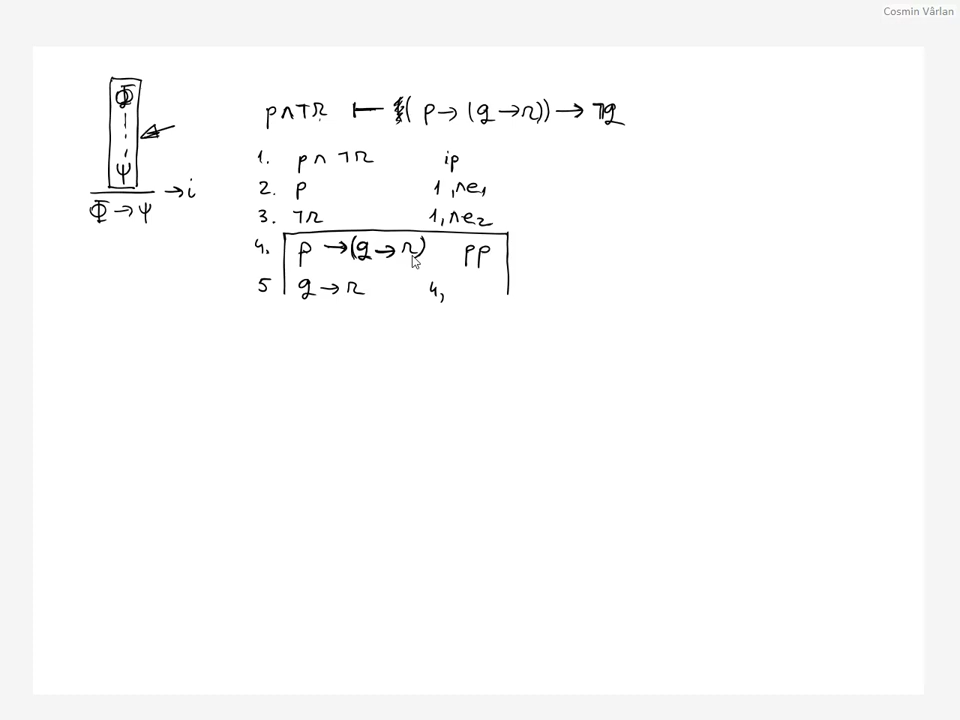 Cosmin Vârlan
p∧¬r ⊢ (p→(q→r))→¬q
Φ
Ψ
Φ→Ψ →i
1. p∧¬r ip
2. p 1,∧e₁
3. ¬r 1,∧e₂
4. p→(q→r) pp
5 q→r 4,